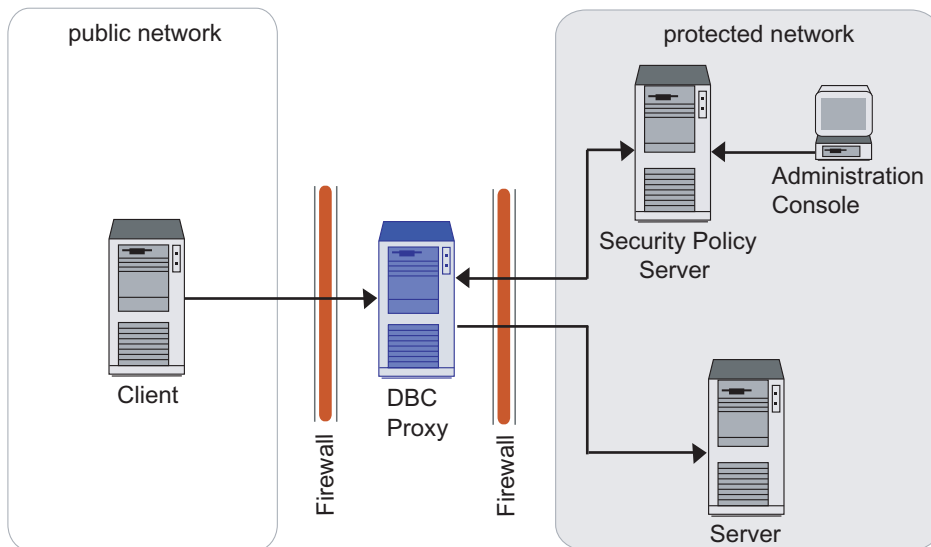 public network
protected network
Administration
Console
Security Policy
Server
Client
DBC
Proxy
Firewall
Firewall
Server